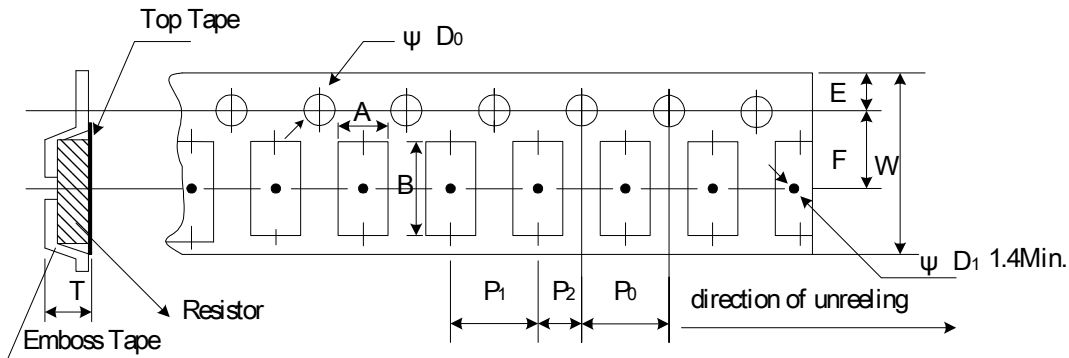 Top Tape
ψ D0
E
A
F
W
B
ψ D1 1.4Min.
T
P1
P2
P0
direction of unreeling
Resistor
Emboss Tape